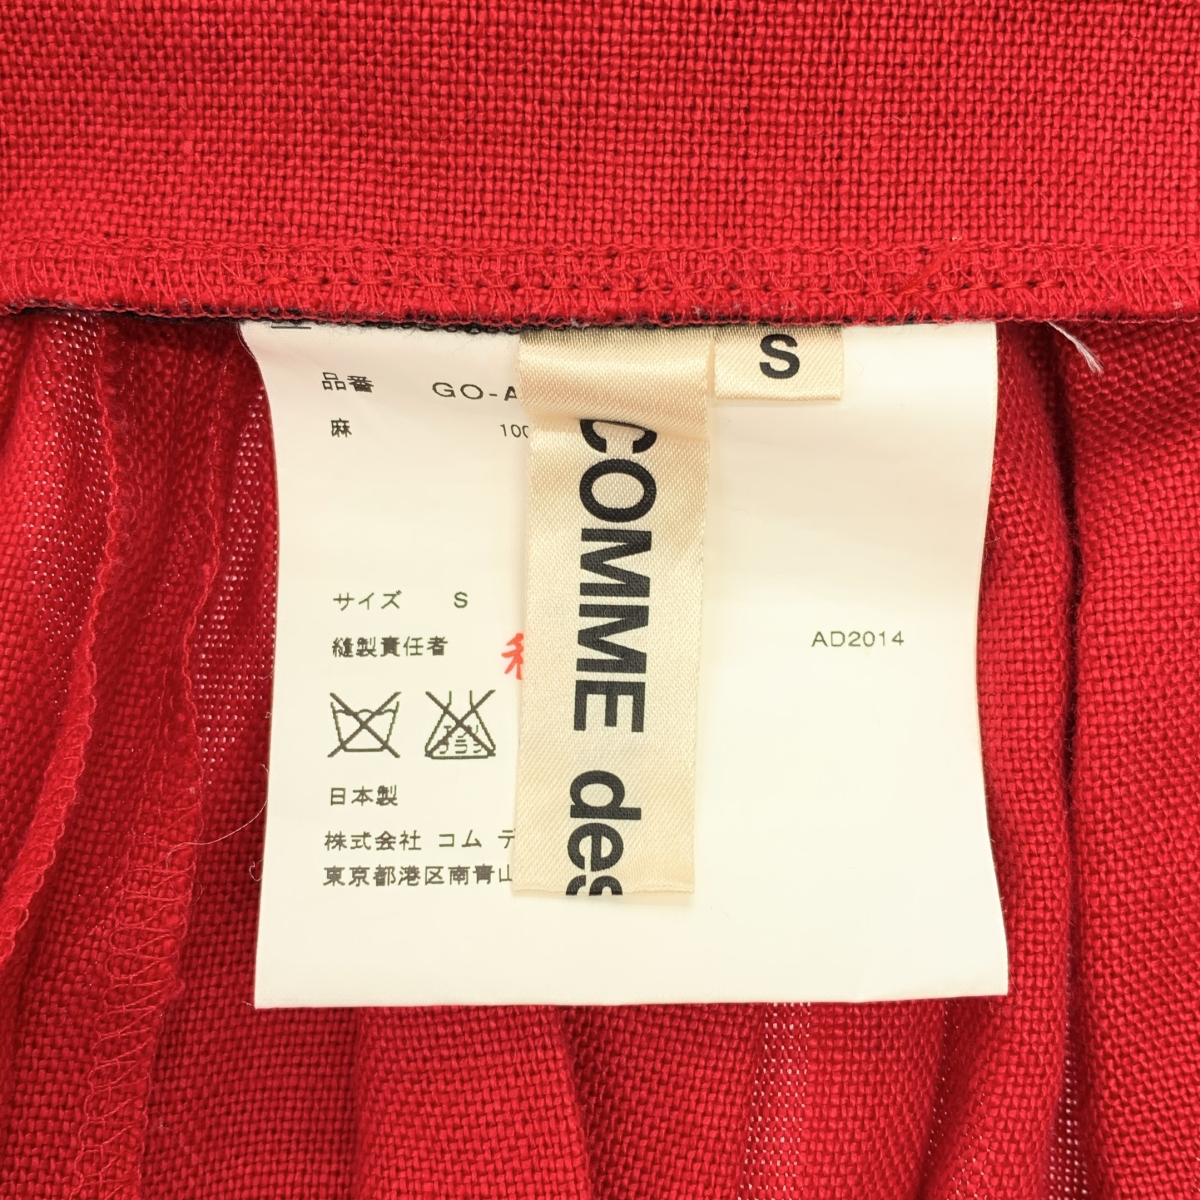 品番 GO-A
麻 100
サイズ S
縫製責任者
日本製
株式会社 コム デ
東京都港区南青山
COMME des
S
AD2014